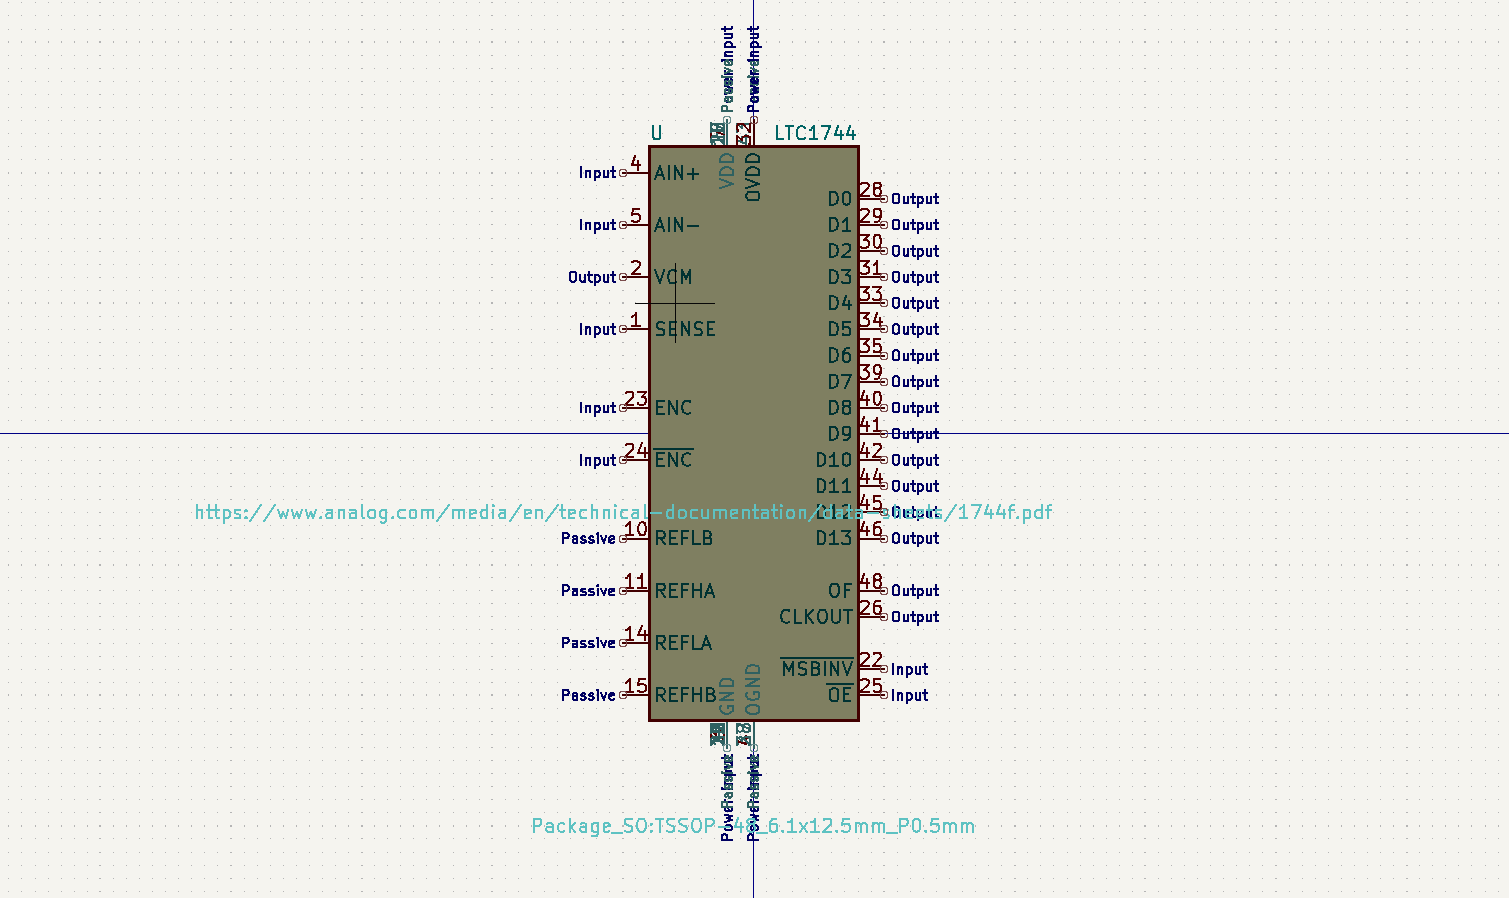 Power Input Power Input
U LTC1744
32
Input 4 AIN+ VDD OVDD
D0 28 Output
Input 5 AIN- D1 29 Output
D2 30 Output
Output 2 VCM D3 31 Output
D4 33 Output
Input 1 SENSE D5 34 Output
D6 35 Output
D7 39 Output
Input 23 ENC D8 40 Output
D9 41 Output
Input 24 ENC D10 42 Output
D11 44 Output
https://www.analog.com/media/en/technical-documentation/data-sheets/1744f.pdf
D12 45 Output
Passive 10 REFLB D13 46 Output
Passive 11 REFHA OF 48 Output
CLKOUT 26 Output
Passive 14 REFLA
MSBINV 22 Input
Passive 15 REFHB GND OGND OE 25 Input
Power Input Power Input
Package_SO:TSSOP-48_6.1x12.5mm_P0.5mm